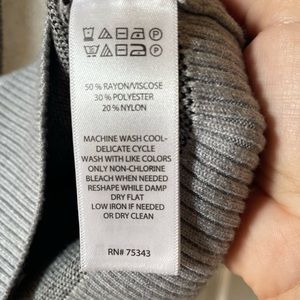 50 % RAYON/VISCOSE
30 % POLYESTER
20 % NYLON
MACHINE WASH COOL-
DELICATE CYCLE
WASH WITH LIKE COLORS
ONLY NON-CHLORINE
BLEACH WHEN NEEDED
RESHAPE WHILE DAMP
DRY FLAT
LOW IRON IF NEEDED
OR DRY CLEAN
RN# 75343